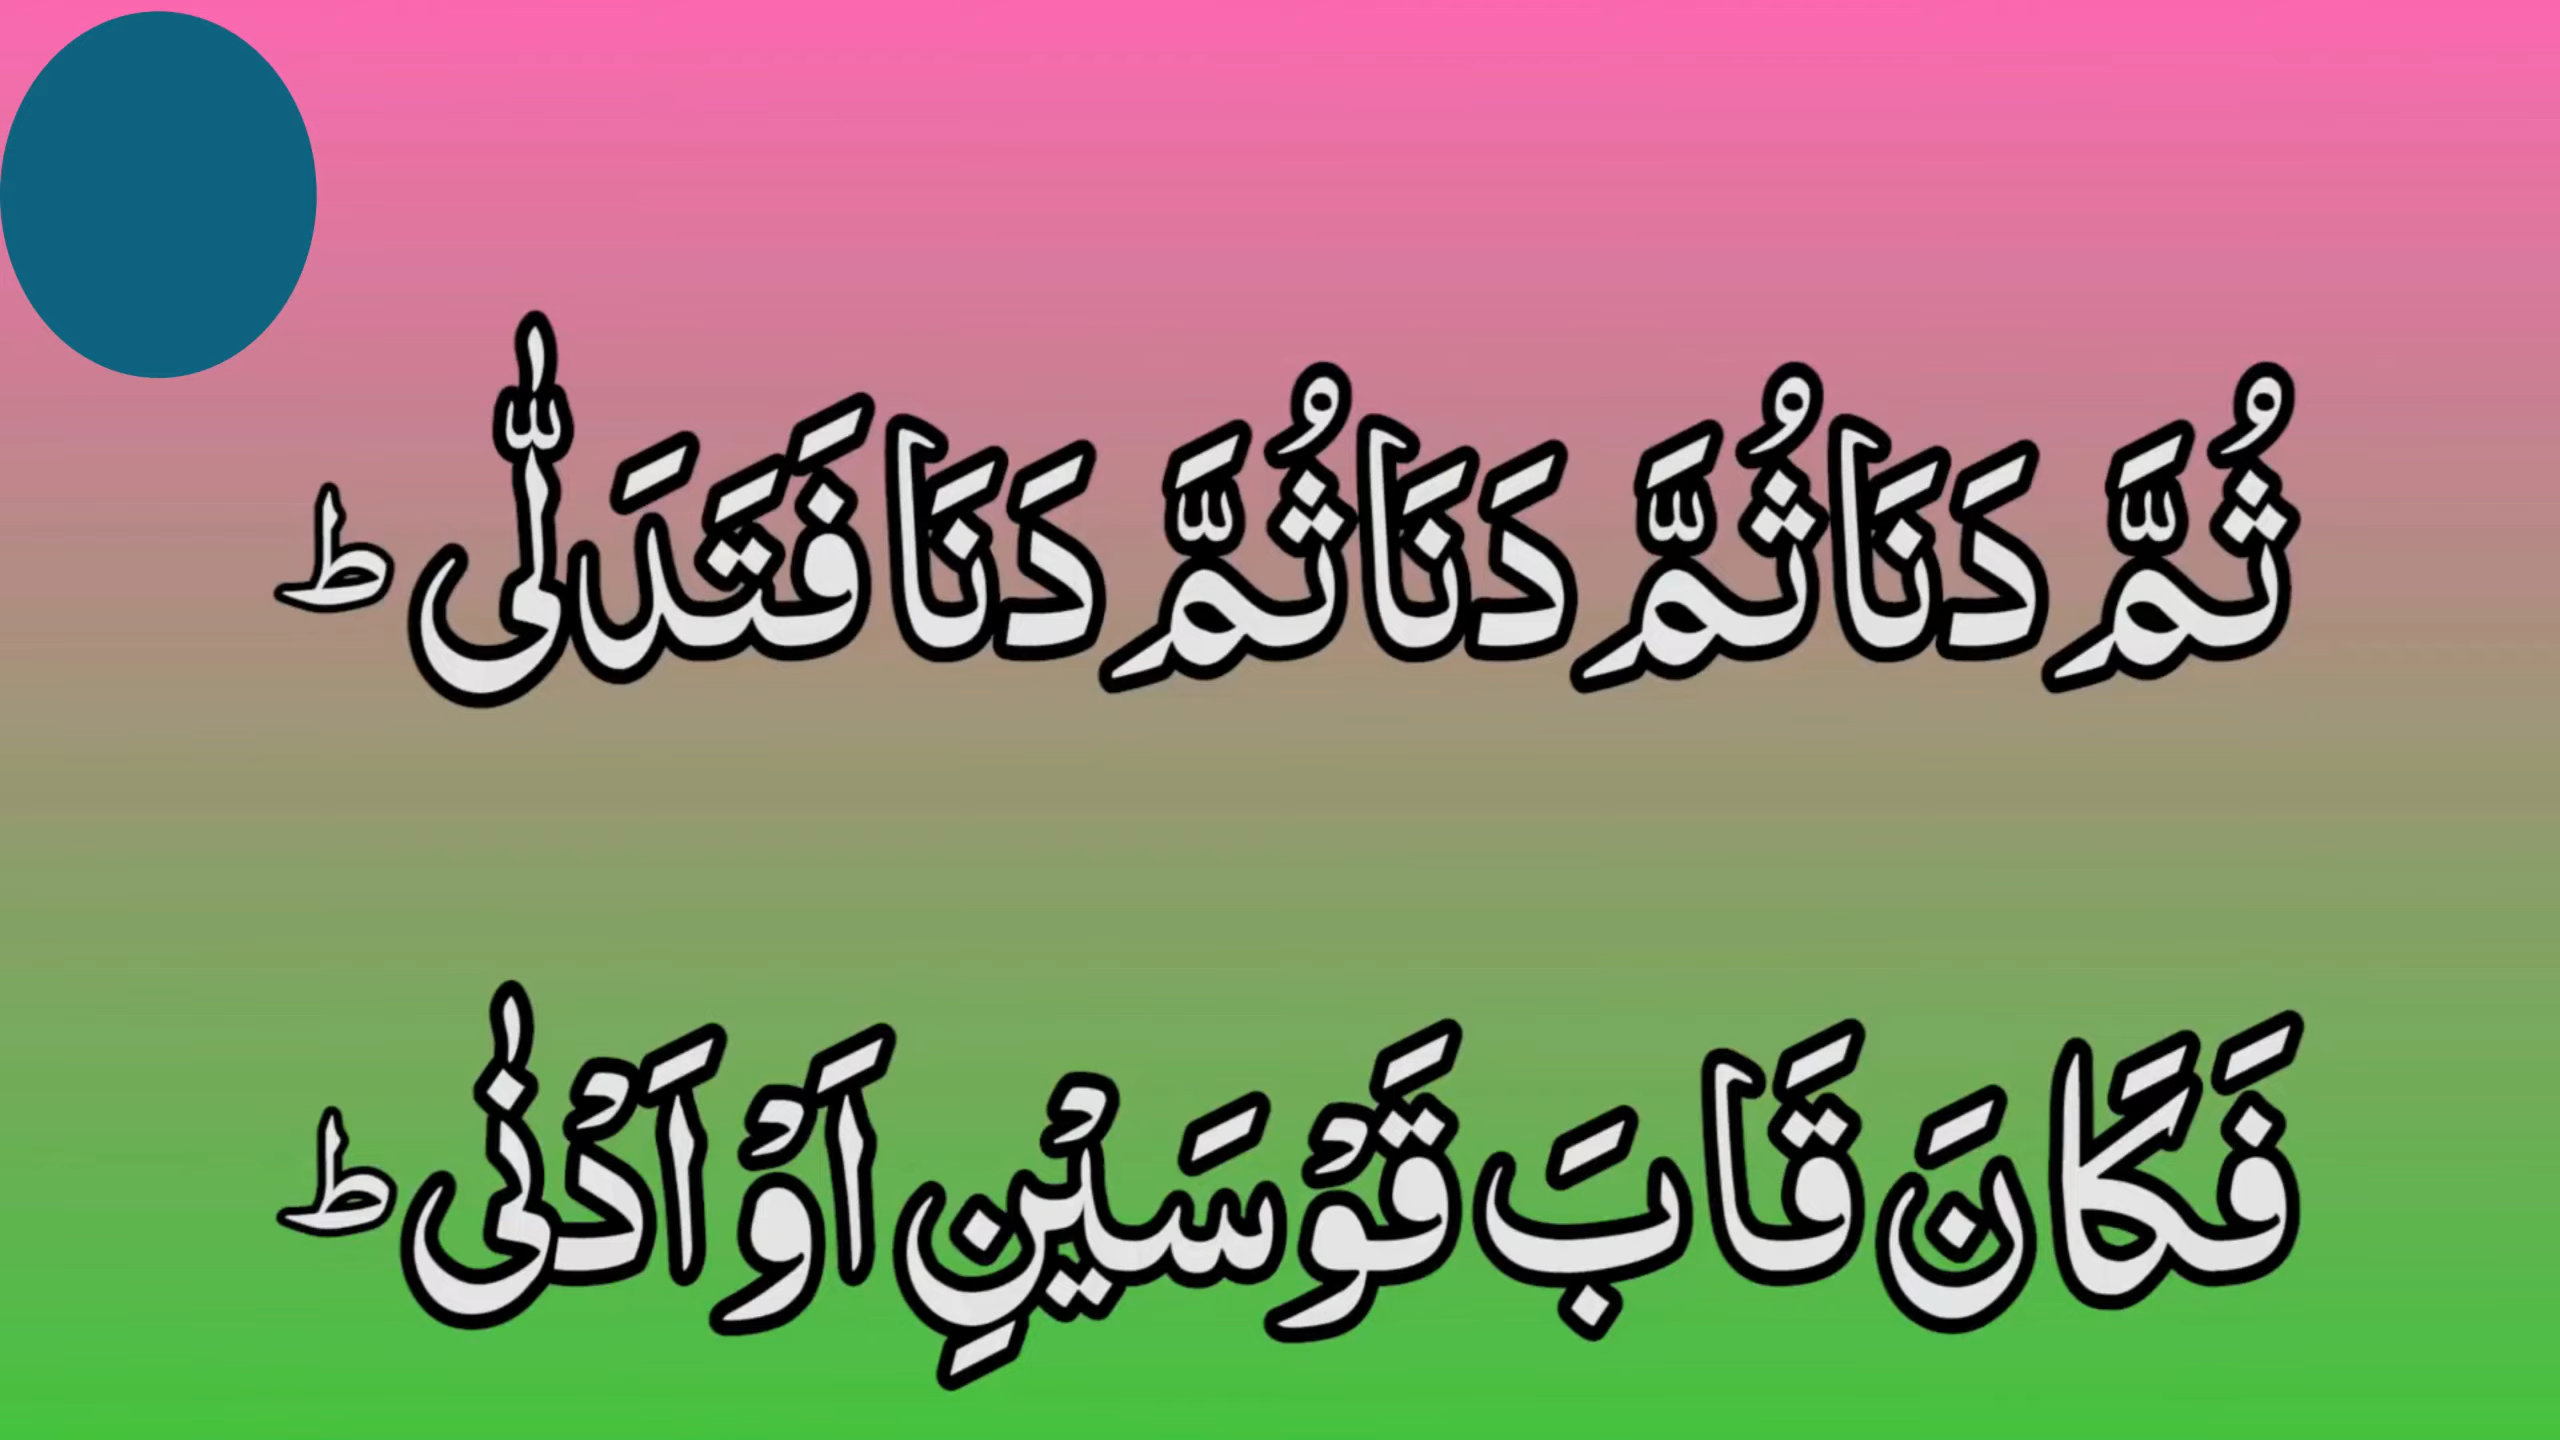 ثُمَّ دَنَا ثُمَّ دَنَا ثُمَّ دَنَا فَتَدَلّٰى ؕ
فَكَانَ قَابَ قَوْسَيْنِ اَوْ اَدْنٰى ؕ